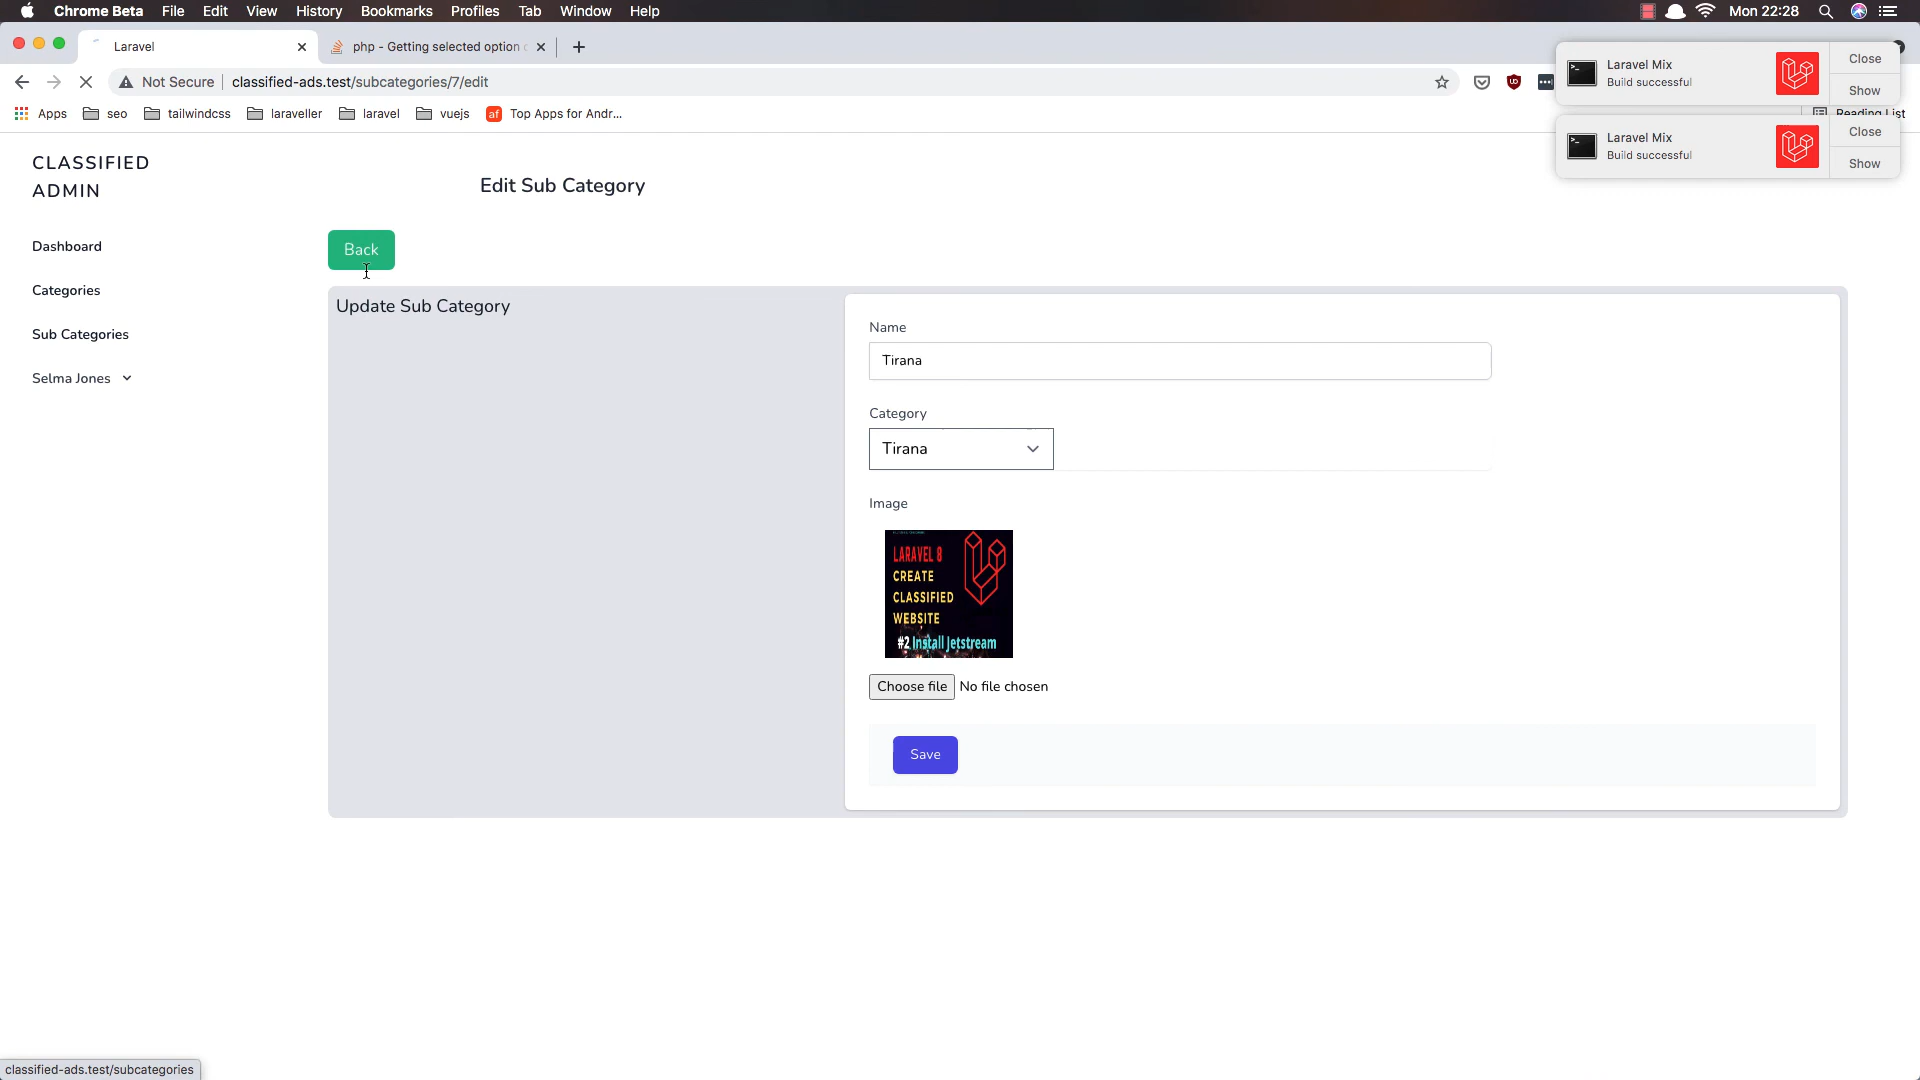 Chrome Beta File Edit View History Bookmarks Profiles Tab Window Help Mon 22:28
Laravel php - Getting selected option
Not Secure classified-ads.test/subcategories/7/edit
Apps seo tailwindcss laraveller laravel vuejs af Top Apps for Andr...
Laravel Mix
Build successful
Close
Show
Reading List
Laravel Mix
Build successful
Close
Show
CLASSIFIED
ADMIN
Edit Sub Category
Dashboard
Categories
Sub Categories
Selma Jones
Back
Update Sub Category
Name
Tirana
Category
Tirana
Image
LARAVEL 8
CREATE
CLASSIFIED
WEBSITE
#2 Install Jetstream
Choose file No file chosen
Save
classified-ads.test/subcategories